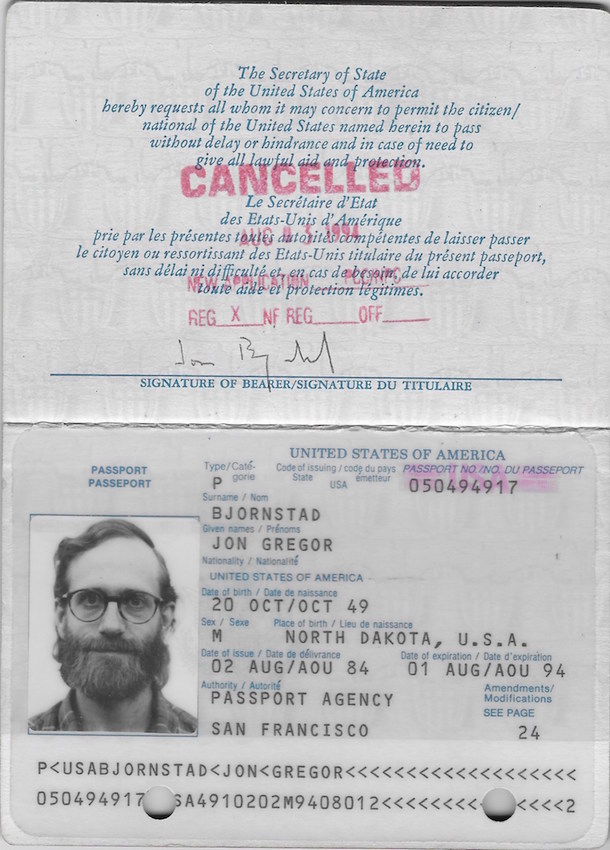 The Secretary of State
of the United States of America
hereby requests all whom it may concern to permit the citizen/
national of the United States named herein to pass
without delay or hindrance and in case of need to
give all lawful aid and protection.
CANCELLED
Le Secrétaire d'Etat
des Etats-Unis d'Amérique
AUG 1994
prie par les présentes toutes autorités compétentes de laisser passer
le citoyen ou ressortissant des Etats-Unis titulaire du présent passeport,
sans délai ni difficulté et, en cas de besoin, de lui accorder
NEW APPLICATION
toute aide et protection légitimes.
REG X NF REG OFF
SIGNATURE OF BEARER/SIGNATURE DU TITULAIRE
UNITED STATES OF AMERICA
PASSPORT
PASSEPORT
Type/Caté-
gorie
P
Code of issuing / code du pays
State émetteur
USA
PASSPORT NO./NO. DU PASSEPORT
050494917
Surname / Nom
BJORNSTAD
Given names / Prénoms
JON GREGOR
Nationality / Nationalité
UNITED STATES OF AMERICA
Date of birth / Date de naissance
20 OCT/OCT 49
Sex / Sexe Place of birth / Lieu de naissance
M NORTH DAKOTA, U.S.A.
Date of issue / Date de délivrance Date of expiration / Date d'expiration
02 AUG/AOU 84 01 AUG/AOU 94
Authority / Autorité Amendments/
Modifications
PASSPORT AGENCY
SEE PAGE
SAN FRANCISCO 24
P<USABJORNSTAD<JON<GREGOR<<<<<<<<<<<<<<<<<<<
050494917 SA4910202M9408012<<<<<<< <<<<2